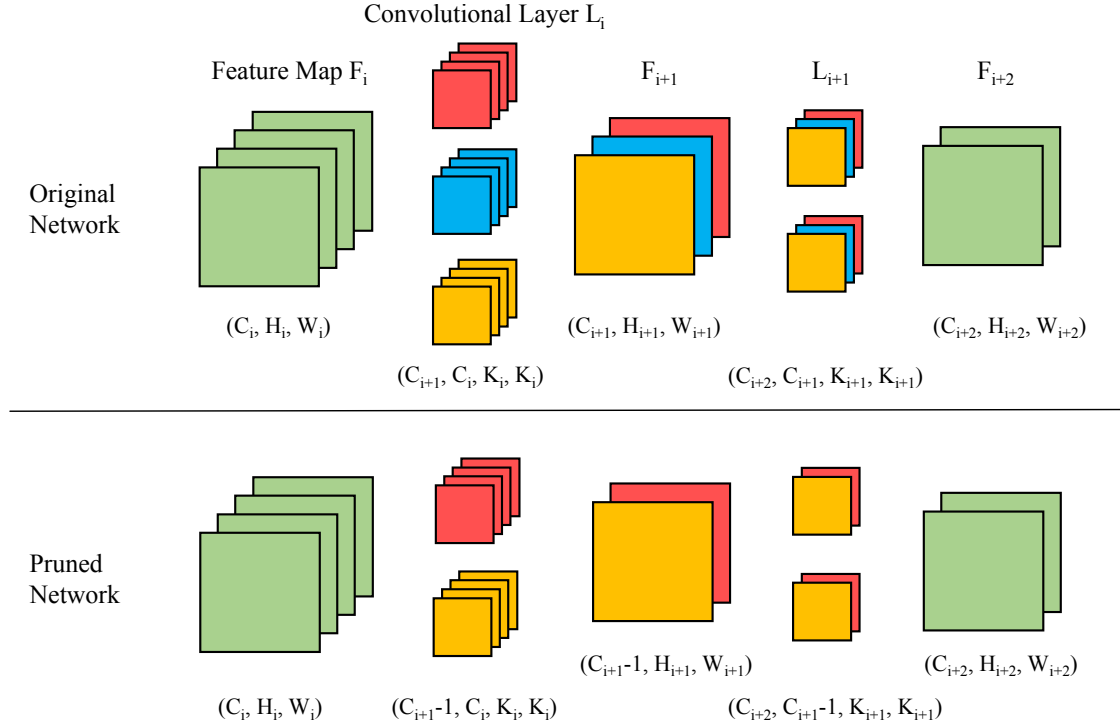 Convolutional Layer Lᵢ
Feature Map Fᵢ
Fᵢ₊₁
Lᵢ₊₁
Fᵢ₊₂
Original
Network
(Cᵢ, Hᵢ, Wᵢ)
(Cᵢ₊₁, Hᵢ₊₁, Wᵢ₊₁)
(Cᵢ₊₂, Hᵢ₊₂, Wᵢ₊₂)
(Cᵢ₊₁, Cᵢ, Kᵢ, Kᵢ)
(Cᵢ₊₂, Cᵢ₊₁, Kᵢ₊₁, Kᵢ₊₁)
Pruned
Network
(Cᵢ₊₁-1, Hᵢ₊₁, Wᵢ₊₁)
(Cᵢ₊₂, Hᵢ₊₂, Wᵢ₊₂)
(Cᵢ, Hᵢ, Wᵢ)
(Cᵢ₊₁-1, Cᵢ, Kᵢ, Kᵢ)
(Cᵢ₊₂, Cᵢ₊₁-1, Kᵢ₊₁, Kᵢ₊₁)